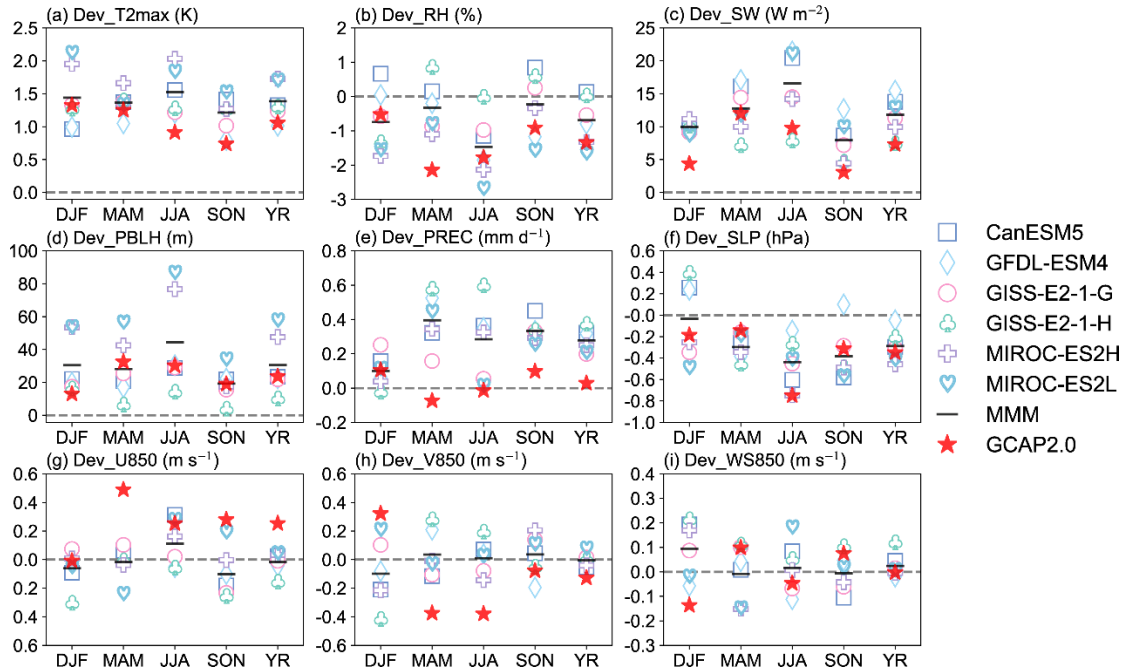 (a) Dev_T2max (K)
2.5
2.0
1.5
1.0
0.5
0.0
DJF MAM JJA SON YR
(b) Dev_RH (%)
2
1
0
-1
-2
-3
DJF MAM JJA SON YR
(c) Dev_SW (W m⁻²)
25
20
15
10
5
0
DJF MAM JJA SON YR
(d) Dev_PBLH (m)
100
80
60
40
20
0
DJF MAM JJA SON YR
(e) Dev_PREC (mm d⁻¹)
0.8
0.6
0.4
0.2
0.0
-0.2
DJF MAM JJA SON YR
(f) Dev_SLP (hPa)
0.6
0.4
0.2
-0.0
-0.2
-0.4
-0.6
-0.8
-1.0
DJF MAM JJA SON YR
(g) Dev_U850 (m s⁻¹)
0.6
0.4
0.2
0.0
0.2
0.4
0.6
DJF MAM JJA SON YR
(h) Dev_V850 (m s⁻¹)
0.6
0.4
0.2
-0.0
-0.2
-0.4
-0.6
DJF MAM JJA SON YR
(i) Dev_WS850 (m s⁻¹)
0.4
0.3
0.2
0.1
-0.0
-0.1
-0.2
-0.3
DJF MAM JJA SON YR
CanESM5
GFDL-ESM4
GISS-E2-1-G
GISS-E2-1-H
MIROC-ES2H
MIROC-ES2L
MMM
GCAP2.0